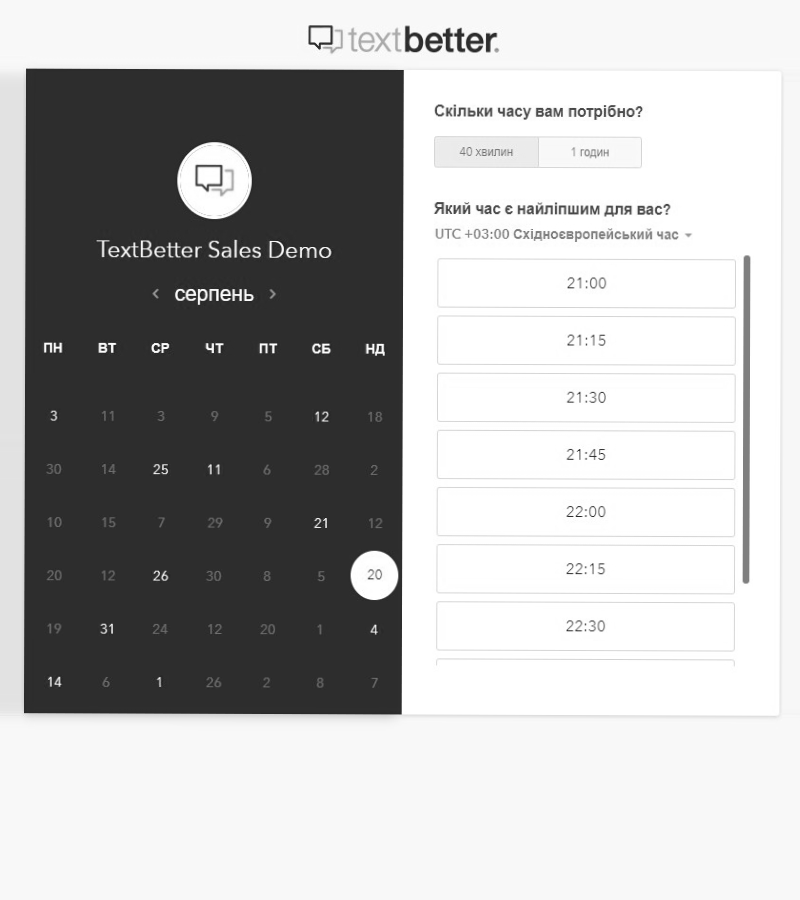 textbetter.
TextBetter Sales Demo
серпень
ПН ВТ СР ЧТ ПТ СБ НД
3 11 3 9 5 12 18
30 14 25 11 6 28 2
10 15 7 29 9 21 12
20 12 26 30 8 5 20
19 31 24 12 20 1 4
14 6 1 26 2 8 7
Скільки часу вам потрібно?
40 хвилин 1 годин
Який час є найліпшим для вас?
UTC +03:00 Східноєвропейський час
21:00
21:15
21:30
21:45
22:00
22:15
22:30